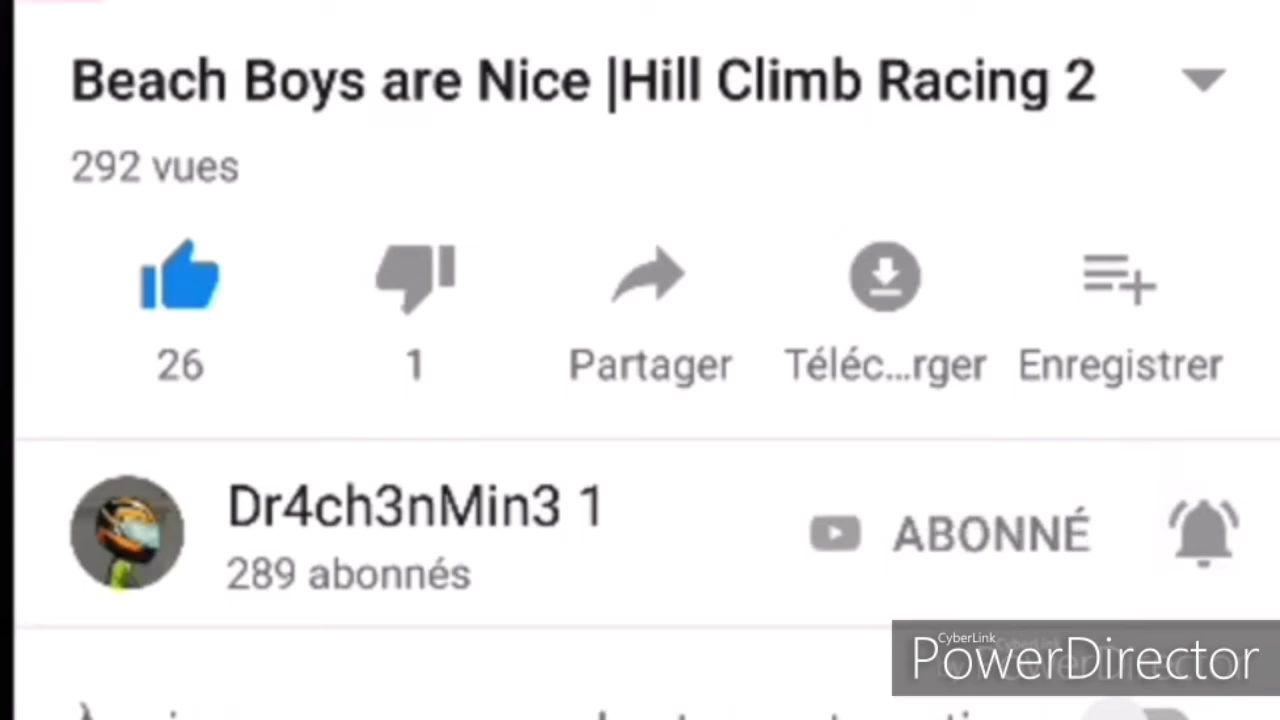 Beach Boys are Nice |Hill Climb Racing 2
292 vues
26
1
Partager
Téléc...rger
Enregistrer
Dr4ch3nMin3 1
289 abonnés
ABONNÉ
CyberLink
PowerDirector